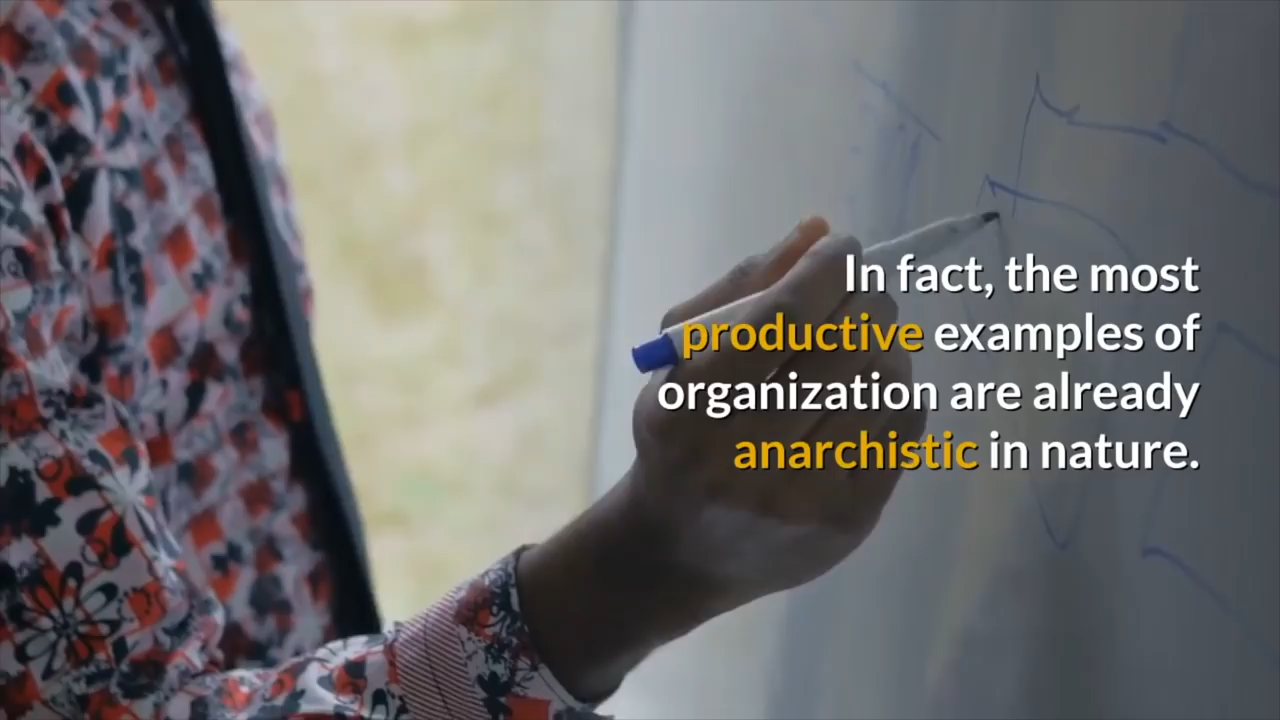 In fact, the most
productive examples of
organization are already
anarchistic in nature.